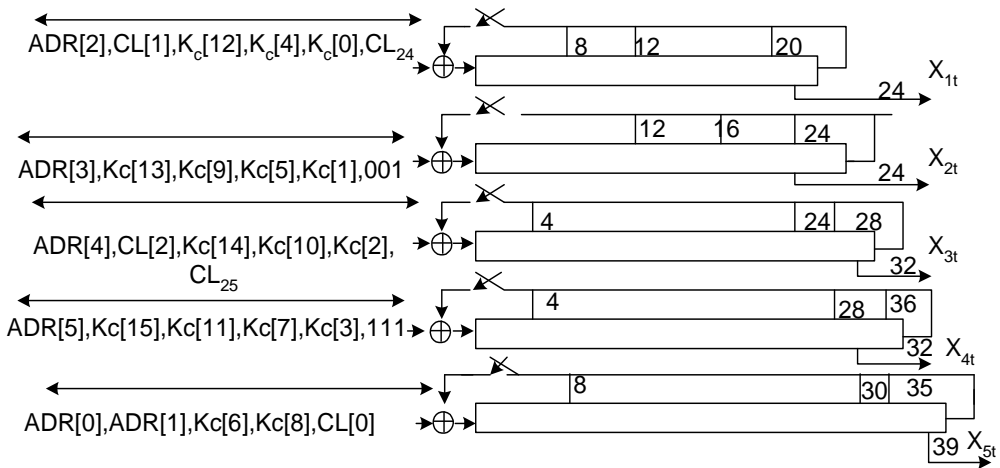 8 12 20
ADR[2],CL[1],K_c[12],K_c[4],K_c[0],CL_24
X_1t
24
12 16 24
ADR[3],Kc[13],Kc[9],Kc[5],Kc[1],001
X_2t
24
4 24 28
ADR[4],CL[2],Kc[14],Kc[10],Kc[2],
CL_25
X_3t
32
4 28 36
ADR[5],Kc[15],Kc[11],Kc[7],Kc[3],111
32 X_4t
8 30 35
ADR[0],ADR[1],Kc[6],Kc[8],CL[0]
39 X_5t